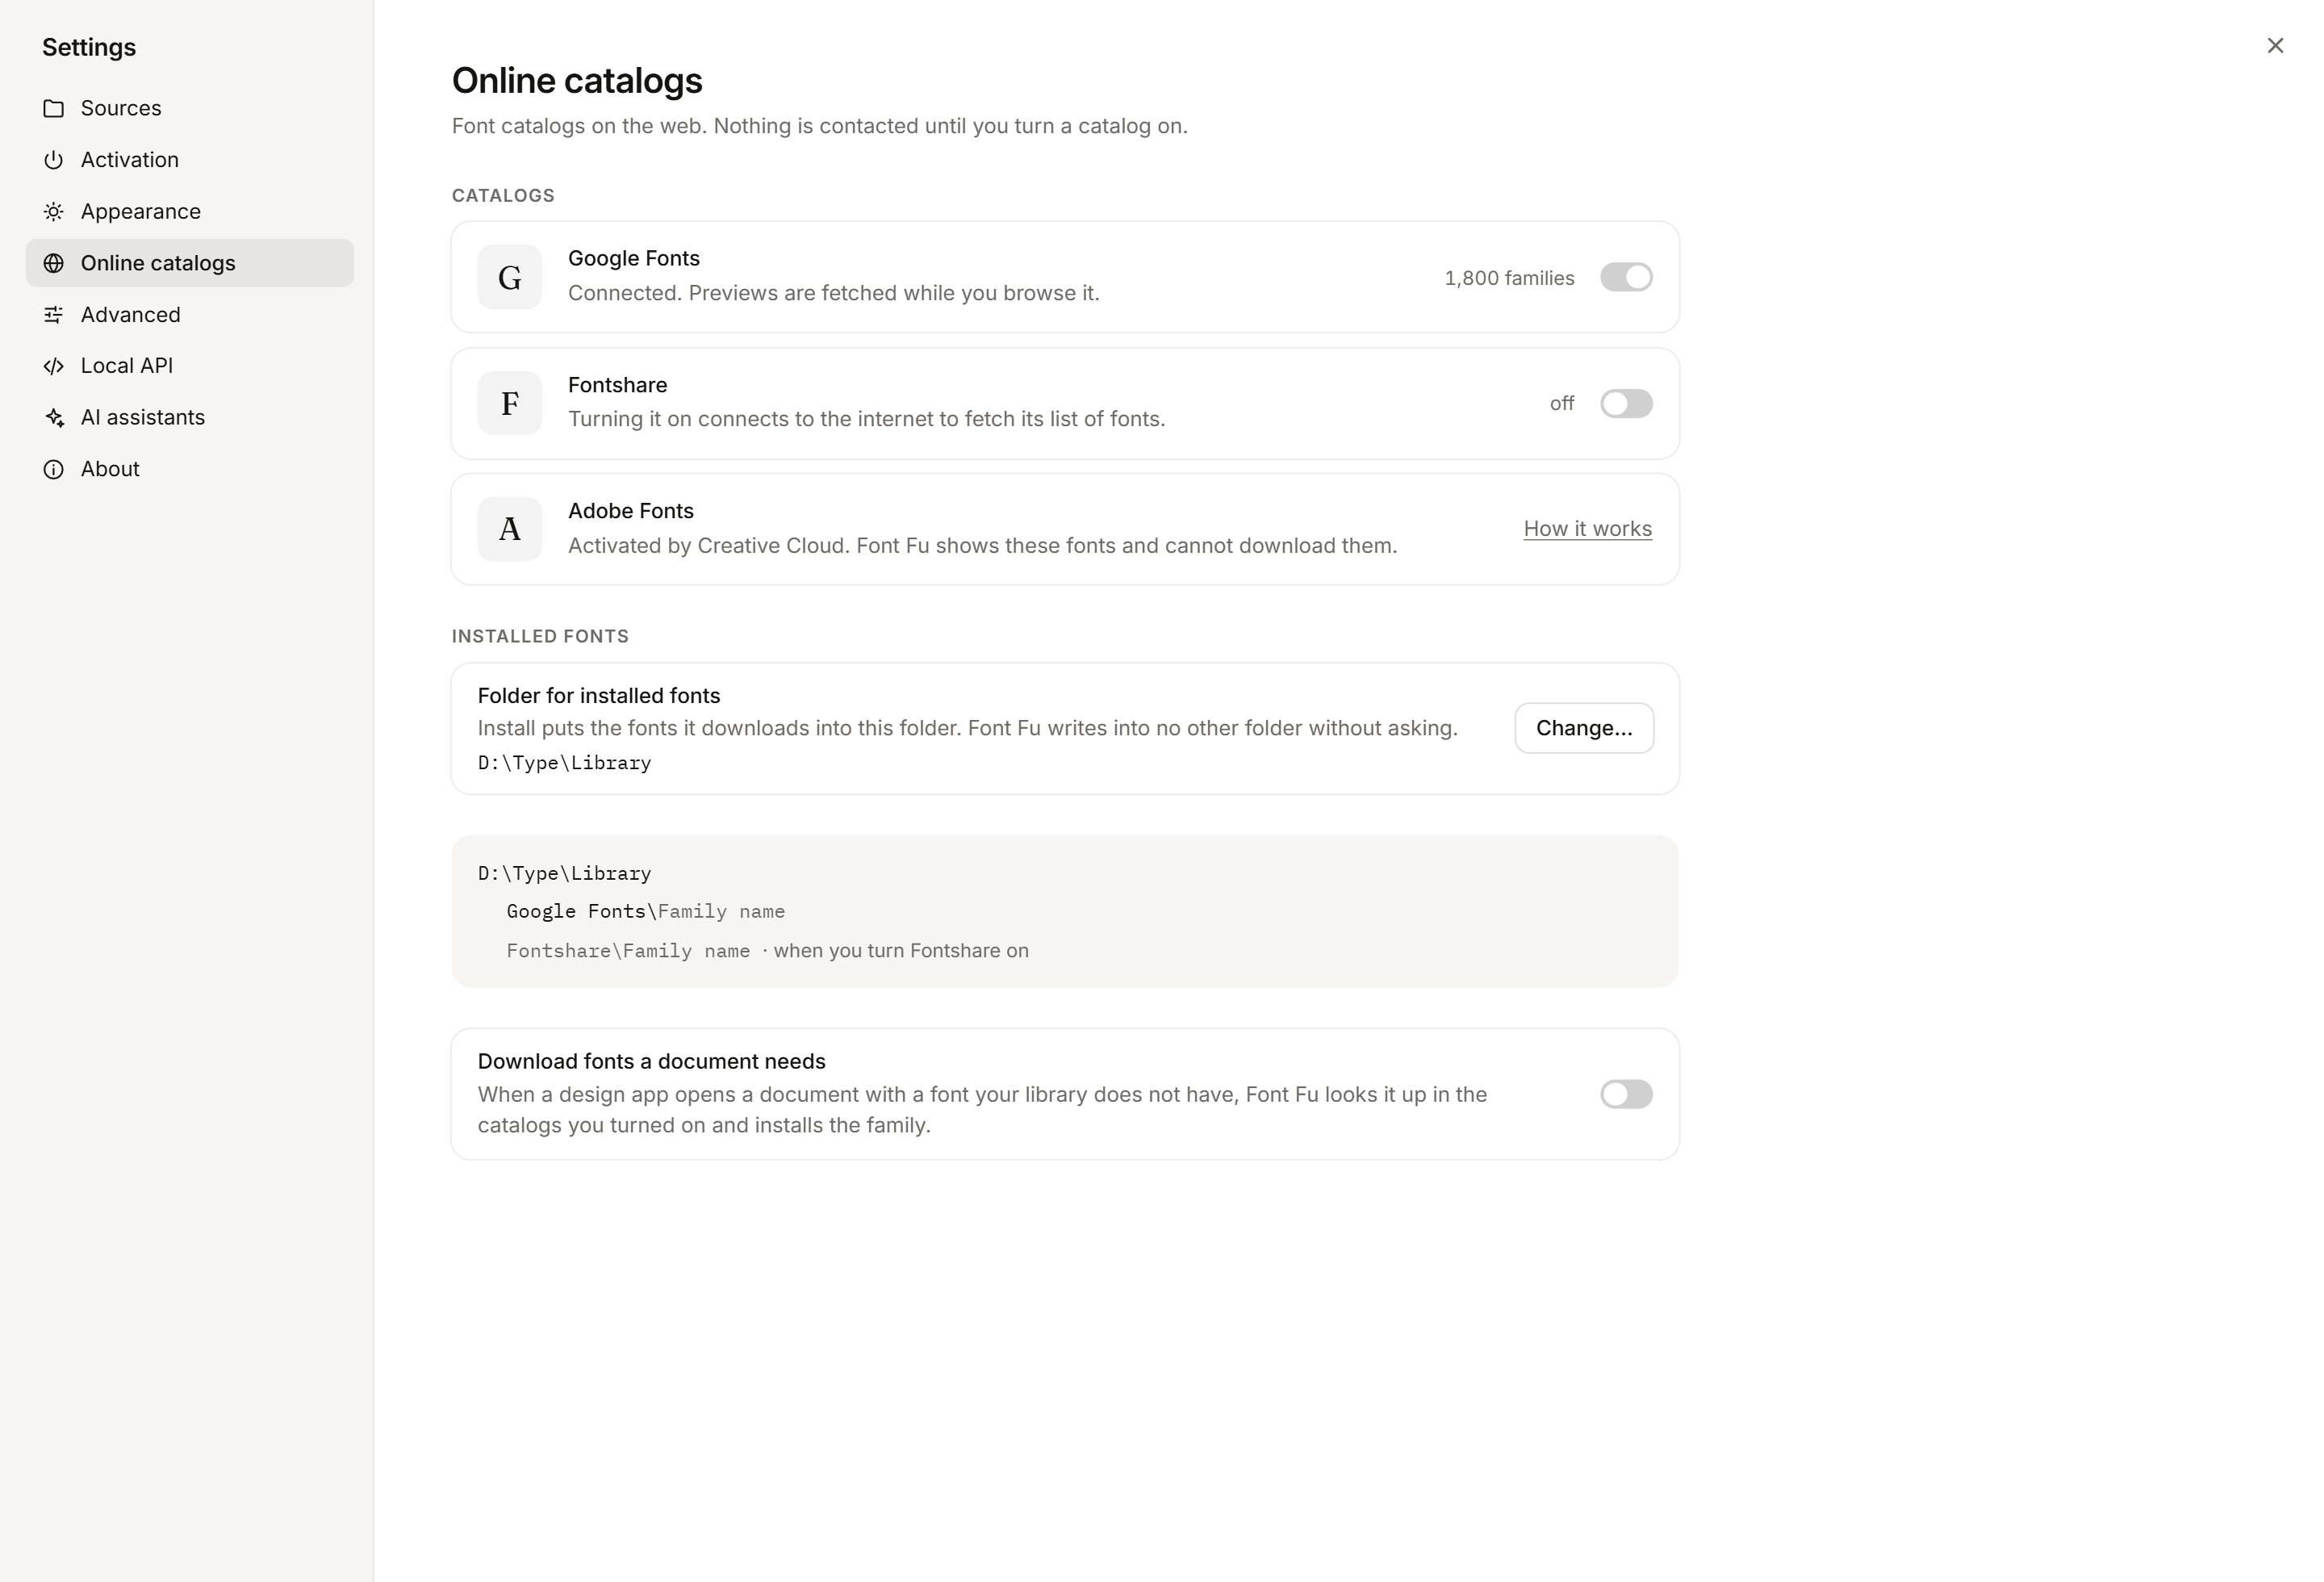 Settings
Sources
Activation
Appearance
Online catalogs
Advanced
Local API
AI assistants
About
Online catalogs
Font catalogs on the web. Nothing is contacted until you turn a catalog on.
CATALOGS
G
Google Fonts
Connected. Previews are fetched while you browse it.
1,800 families
F
Fontshare
Turning it on connects to the internet to fetch its list of fonts.
off
A
Adobe Fonts
Activated by Creative Cloud. Font Fu shows these fonts and cannot download them.
How it works
INSTALLED FONTS
Folder for installed fonts
Install puts the fonts it downloads into this folder. Font Fu writes into no other folder without asking.
D:\Type\Library
Change...
D:\Type\Library
Google Fonts\Family name
Fontshare\Family name · when you turn Fontshare on
Download fonts a document needs
When a design app opens a document with a font your library does not have, Font Fu looks it up in the
catalogs you turned on and installs the family.